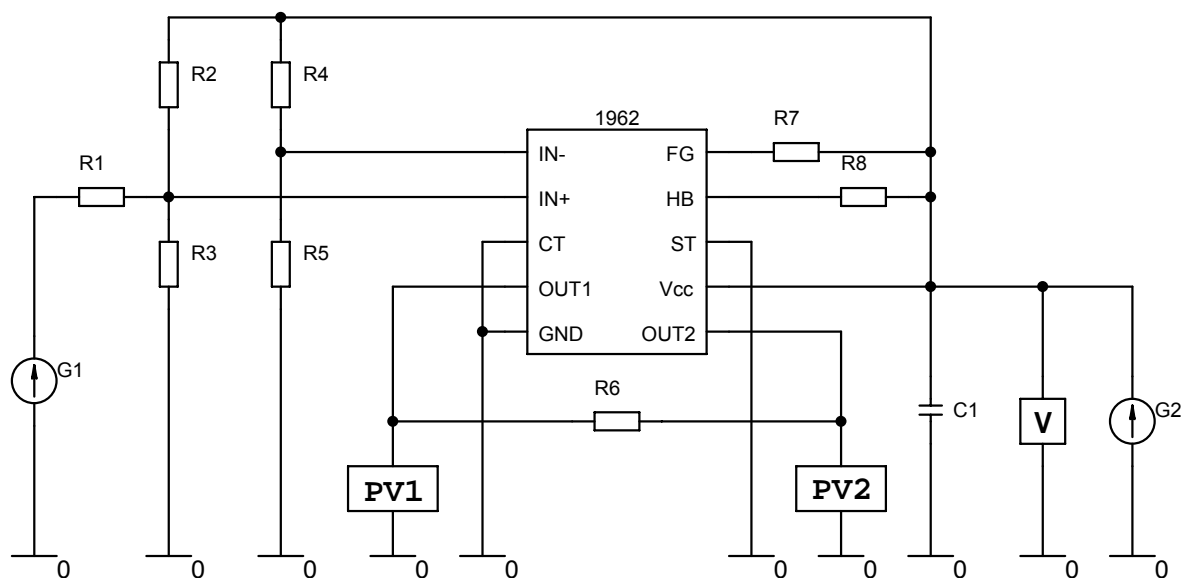 R2
R4
1962
R7
IN-
FG
R1
R8
IN+
HB
R3
R5
CT
ST
OUT1
Vcc
GND
OUT2
G1
R6
C1
V
G2
PV1
PV2
0
0
0
0
0
0
0
0
0
0